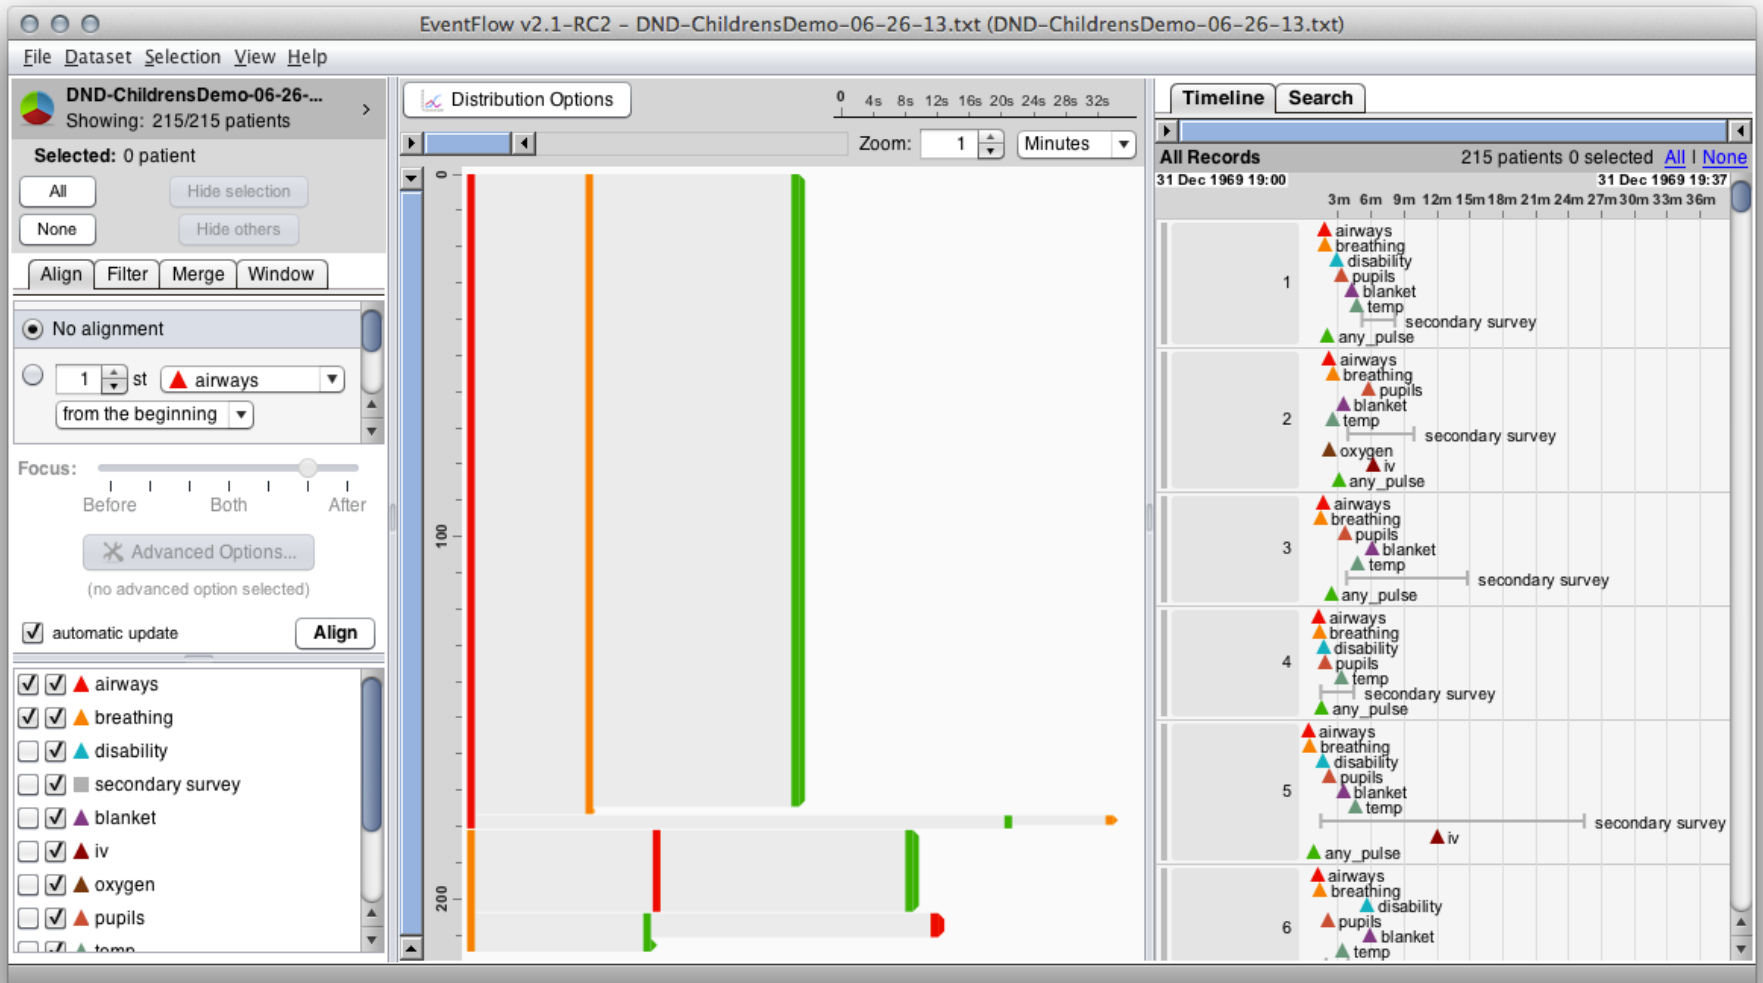 EventFlow v2.1-RC2 – DND-ChildrensDemo-06-26-13.txt (DND-ChildrensDemo-06-26-13.txt)
File Dataset Selection View Help
DND-ChildrensDemo-06-26-...
Showing: 215/215 patients
Selected: 0 patient
All Hide selection
None Hide others
Align Filter Merge Window
No alignment
1 st airways
from the beginning
Focus:
Before Both After
Advanced Options...
(no advanced option selected)
automatic update Align
airways
breathing
disability
secondary survey
blanket
iv
oxygen
pupils
temp
Distribution Options
0 4s 8s 12s 16s 20s 24s 28s 32s
Zoom: 1 Minutes
0
100
200
Timeline Search
All Records 215 patients 0 selected All | None
31 Dec 1969 19:00 31 Dec 1969 19:37
3m 6m 9m 12m 15m 18m 21m 24m 27m 30m 33m 36m
1
airways
breathing
disability
pupils
blanket
temp
secondary survey
any_pulse
2
airways
breathing
pupils
blanket
temp
secondary survey
oxygen
iv
any_pulse
3
airways
breathing
pupils
blanket
temp
secondary survey
any_pulse
4
airways
breathing
disability
pupils
temp
secondary survey
any_pulse
5
airways
breathing
disability
pupils
blanket
temp
secondary survey
iv
any_pulse
6
airways
breathing
disability
pupils
blanket
temp